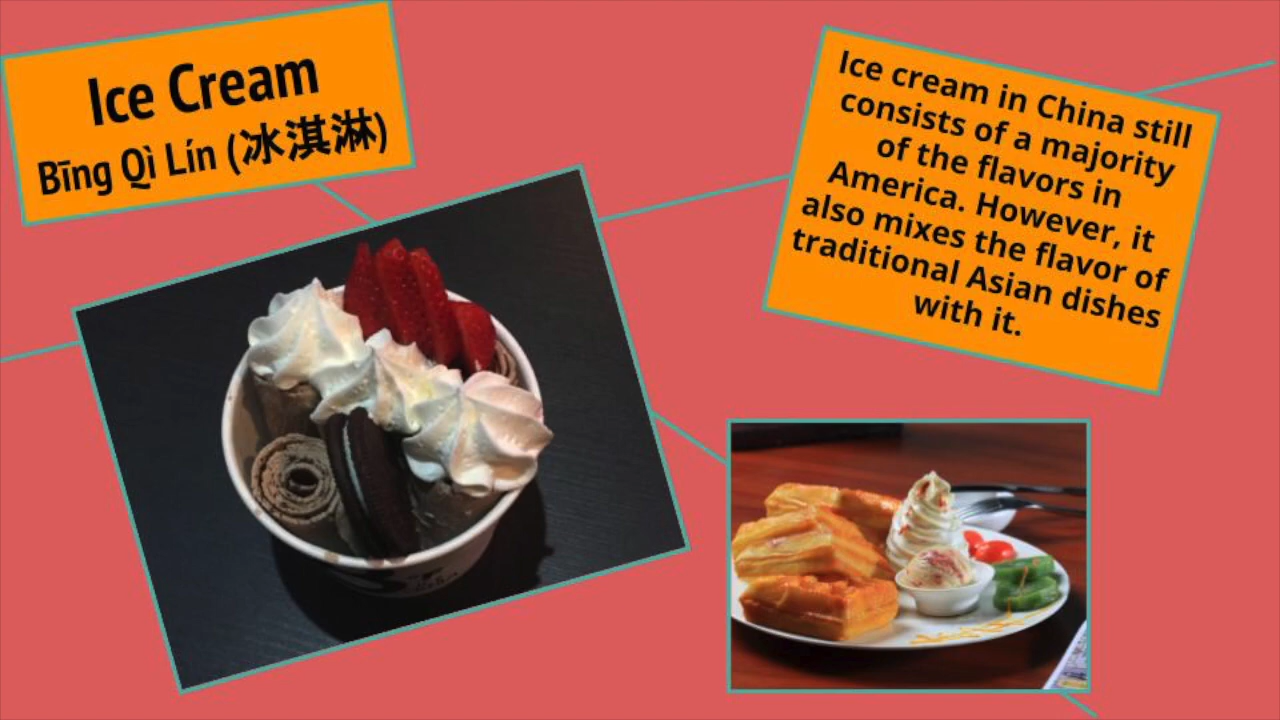 Ice Cream
Bīng Qì Lín (冰淇淋)
Ice cream in China still
consists of a majority
of the flavors in
America. However, it
also mixes the flavor of
traditional Asian dishes
with it.